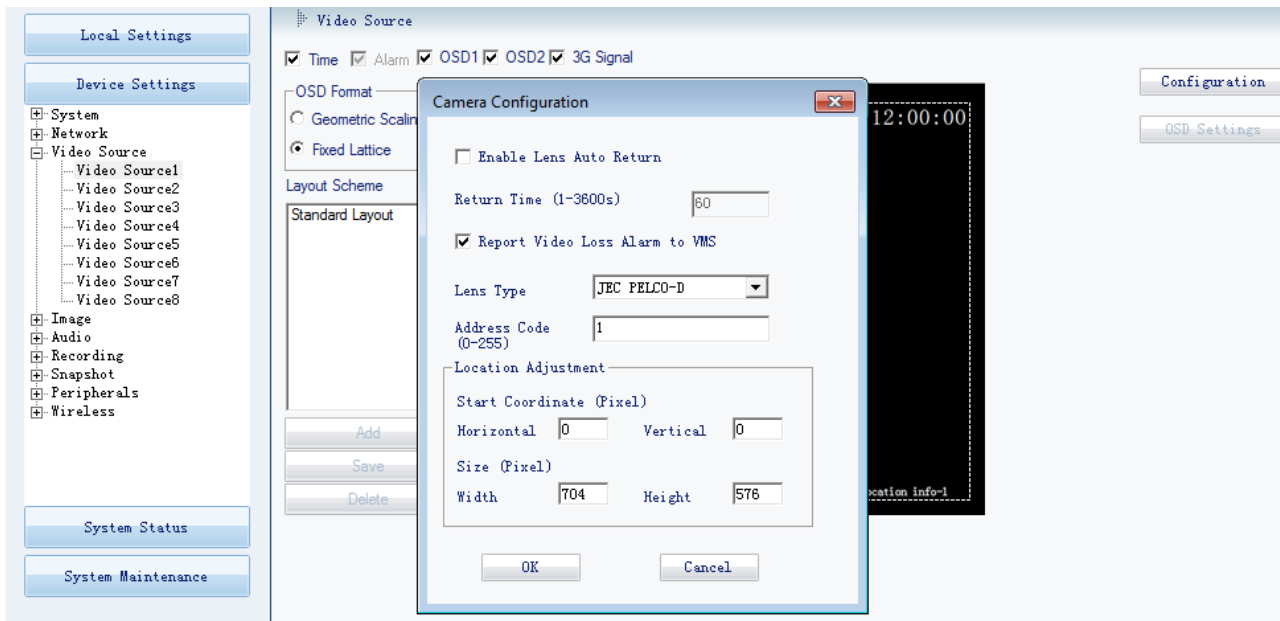 Local Settings
Device Settings
System
Network
Video Source
Video Source1
Video Source2
Video Source3
Video Source4
Video Source5
Video Source6
Video Source7
Video Source8
Image
Audio
Recording
Snapshot
Peripherals
Wireless
System Status
System Maintenance
Video Source
Time Alarm OSD1 OSD2 3G Signal
OSD Format
Geometric Scalin
Fixed Lattice
Layout Scheme
Standard Layout
Add
Save
Delete
Camera Configuration
Enable Lens Auto Return
Return Time (1-3600s) 60
Report Video Loss Alarm to VMS
Lens Type JEC PELCO-D
Address Code 1
(0-255)
Location Adjustment
Start Coordinate (Pixel)
Horizontal 0 Vertical 0
Size (Pixel)
Width 704 Height 576
OK Cancel
12:00:00
ocation info-1
Configuration
OSD Settings